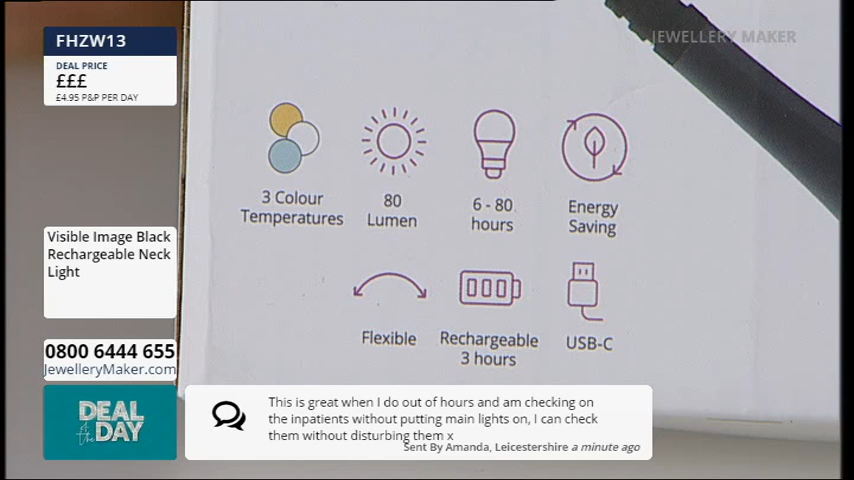 FHZW13
DEAL PRICE
£££
£4.95 P&P PER DAY
JEWELLERY MAKER
3 Colour
Temperatures
80
Lumen
6 - 80
hours
Energy
Saving
Flexible
Rechargeable
3 hours
USB-C
Visible Image Black
Rechargeable Neck
Light
0800 6444 655
JewelleryMaker.com
DEAL
of the
DAY
This is great when I do out of hours and am checking on
the inpatients without putting main lights on, I can check
them without disturbing them x
Sent By Amanda, Leicestershire a minute ago